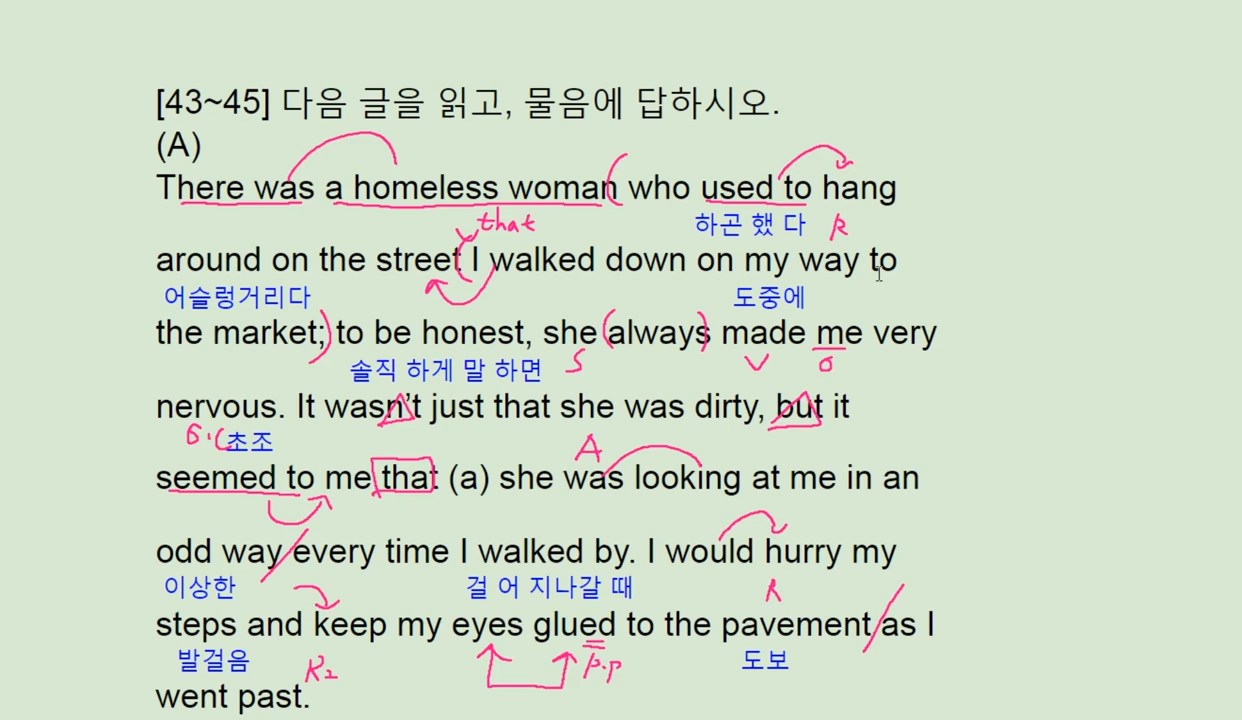 [43~45] 다음 글을 읽고, 물음에 답하시오.
(A)
There was a homeless woman who used to hang
that
하곤 했 다 R
around on the street I walked down on my way to
어슬렁거리다 도중에
the market; to be honest, she always made me very
솔직 하게 말 하면 S V O
nervous. It wasn't just that she was dirty, but it
O.C 초조 A
seemed to me that (a) she was looking at me in an
odd way every time I walked by. I would hurry my
이상한 걸 어 지나갈 때 R
steps and keep my eyes glued to the pavement as I
발걸음 R2 p.p 도보
went past.